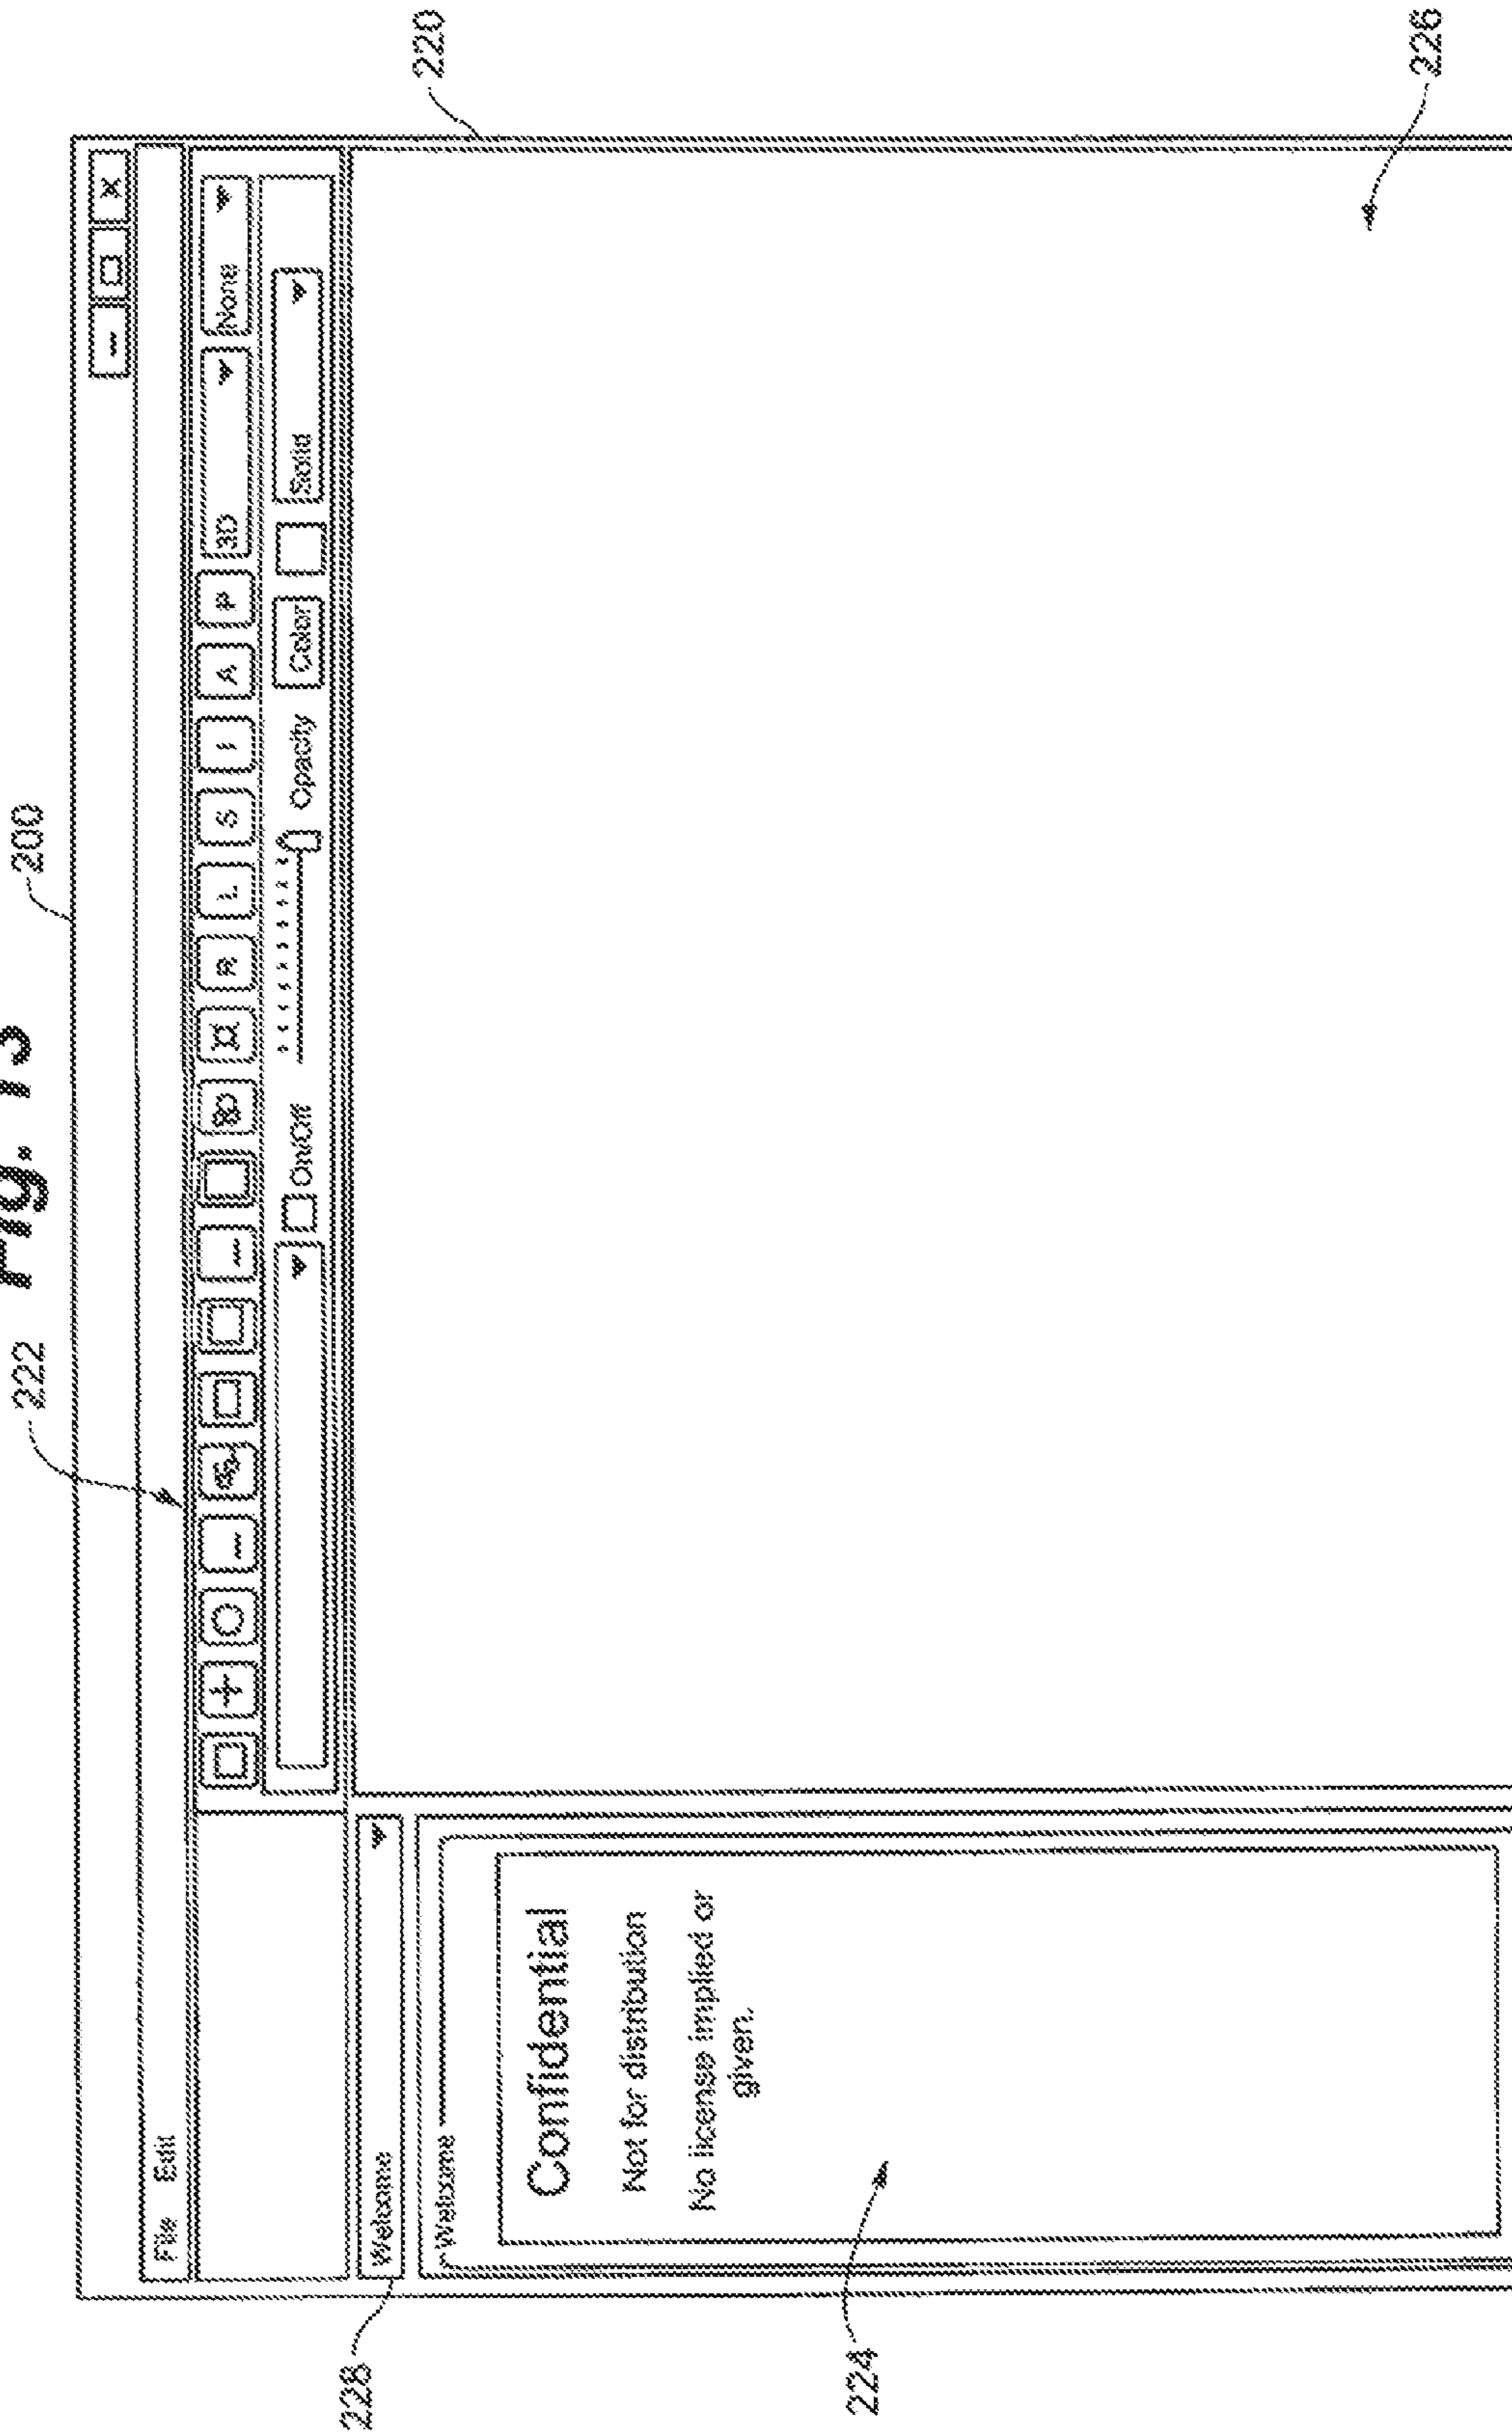 Fig. 13
222
200
220
File Edit
3D
None
On/Off
Opacity
Color
Solid
R L S I A P
228
Welcome
Welcome
Confidential
Not for distribution
No license implied or
given.
224
226